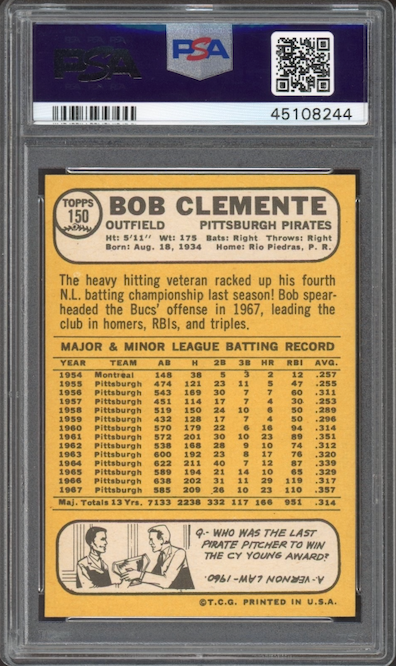 PSA
PSA
45108244
TOPPS
150
BOB CLEMENTE
OUTFIELD PITTSBURGH PIRATES
Ht: 5'11" Wt: 175 Bats: Right Throws: Right
Born: Aug. 18, 1934 Home: Rio Piedras, P. R.
The heavy hitting veteran racked up his fourth
N.L. batting championship last season! Bob spear-
headed the Bucs' offense in 1967, leading the
club in homers, RBIs, and triples.
MAJOR & MINOR LEAGUE BATTING RECORD
YEAR TEAM AB H 2B 3B HR RBI AVG.
1954 Montreal 148 38 5 3 2 12 .257
1955 Pittsburgh 474 121 23 11 5 47 .255
1956 Pittsburgh 543 169 30 7 7 60 .311
1957 Pittsburgh 451 114 17 7 4 30 .253
1958 Pittsburgh 519 150 24 10 6 50 .289
1959 Pittsburgh 432 128 17 7 4 50 .296
1960 Pittsburgh 570 179 22 6 16 94 .314
1961 Pittsburgh 572 201 30 10 23 89 .351
1962 Pittsburgh 538 168 28 9 10 74 .312
1963 Pittsburgh 600 192 23 8 17 76 .320
1964 Pittsburgh 622 211 40 7 12 87 .339
1965 Pittsburgh 589 194 21 14 10 65 .329
1966 Pittsburgh 638 202 31 11 29 119 .317
1967 Pittsburgh 585 209 26 10 23 110 .357
Maj. Totals 13 Yrs. 7133 2238 332 117 166 951 .314
Q.- WHO WAS THE LAST
PIRATE PITCHER TO WIN
THE CY YOUNG AWARD?
A.- VERNON LAW - 1960.
©T.C.G. PRINTED IN U.S.A.